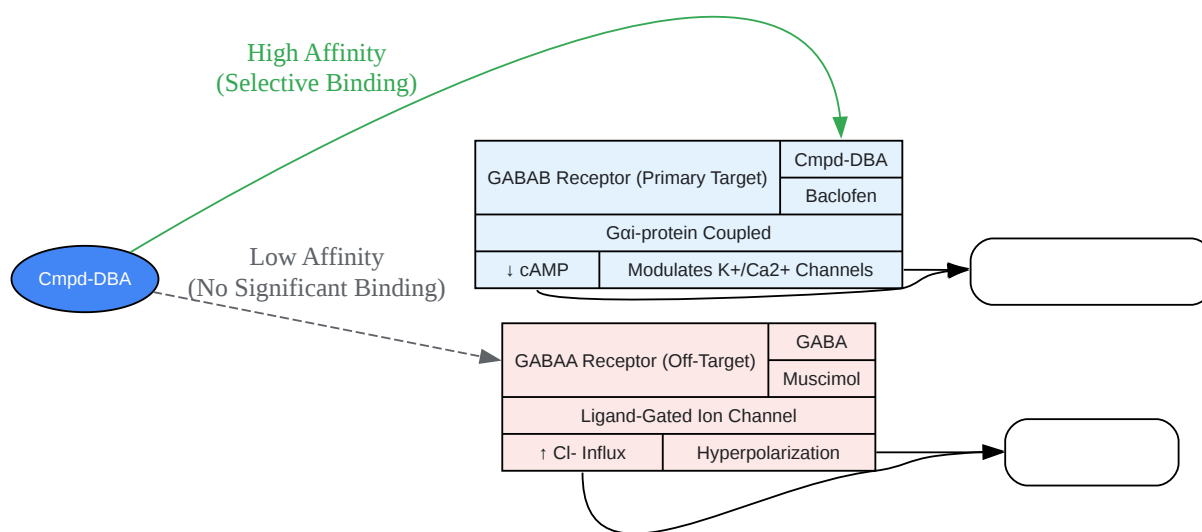 High Affinity
(Selective Binding)
Cmpd-DBA
GABAB Receptor (Primary Target)
Baclofen
Gαi-protein Coupled
↓ cAMP
Modulates K+/Ca2+ Channels
Low Affinity
(No Significant Binding)
Cmpd-DBA
GABA
GABAA Receptor (Off-Target)
Muscimol
Ligand-Gated Ion Channel
↑ Cl- Influx
Hyperpolarization